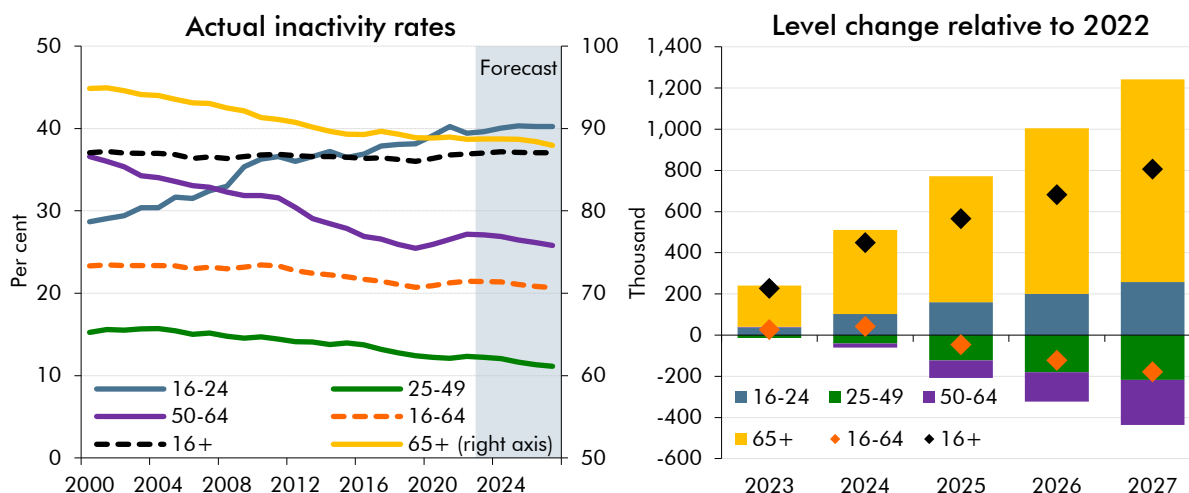 Actual inactivity rates
50
40
30
20
10
0
Per cent
100
90
80
70
60
50
Forecast
16-24
25-49
50-64
16-64
16+
65+ (right axis)
2000 2004 2008 2012 2016 2020 2024
Level change relative to 2022
1,400
1,200
1,000
800
600
400
200
0
-200
-400
-600
Thousand
16-24 25-49 50-64
65+ 16-64 16+
2023 2024 2025 2026 2027